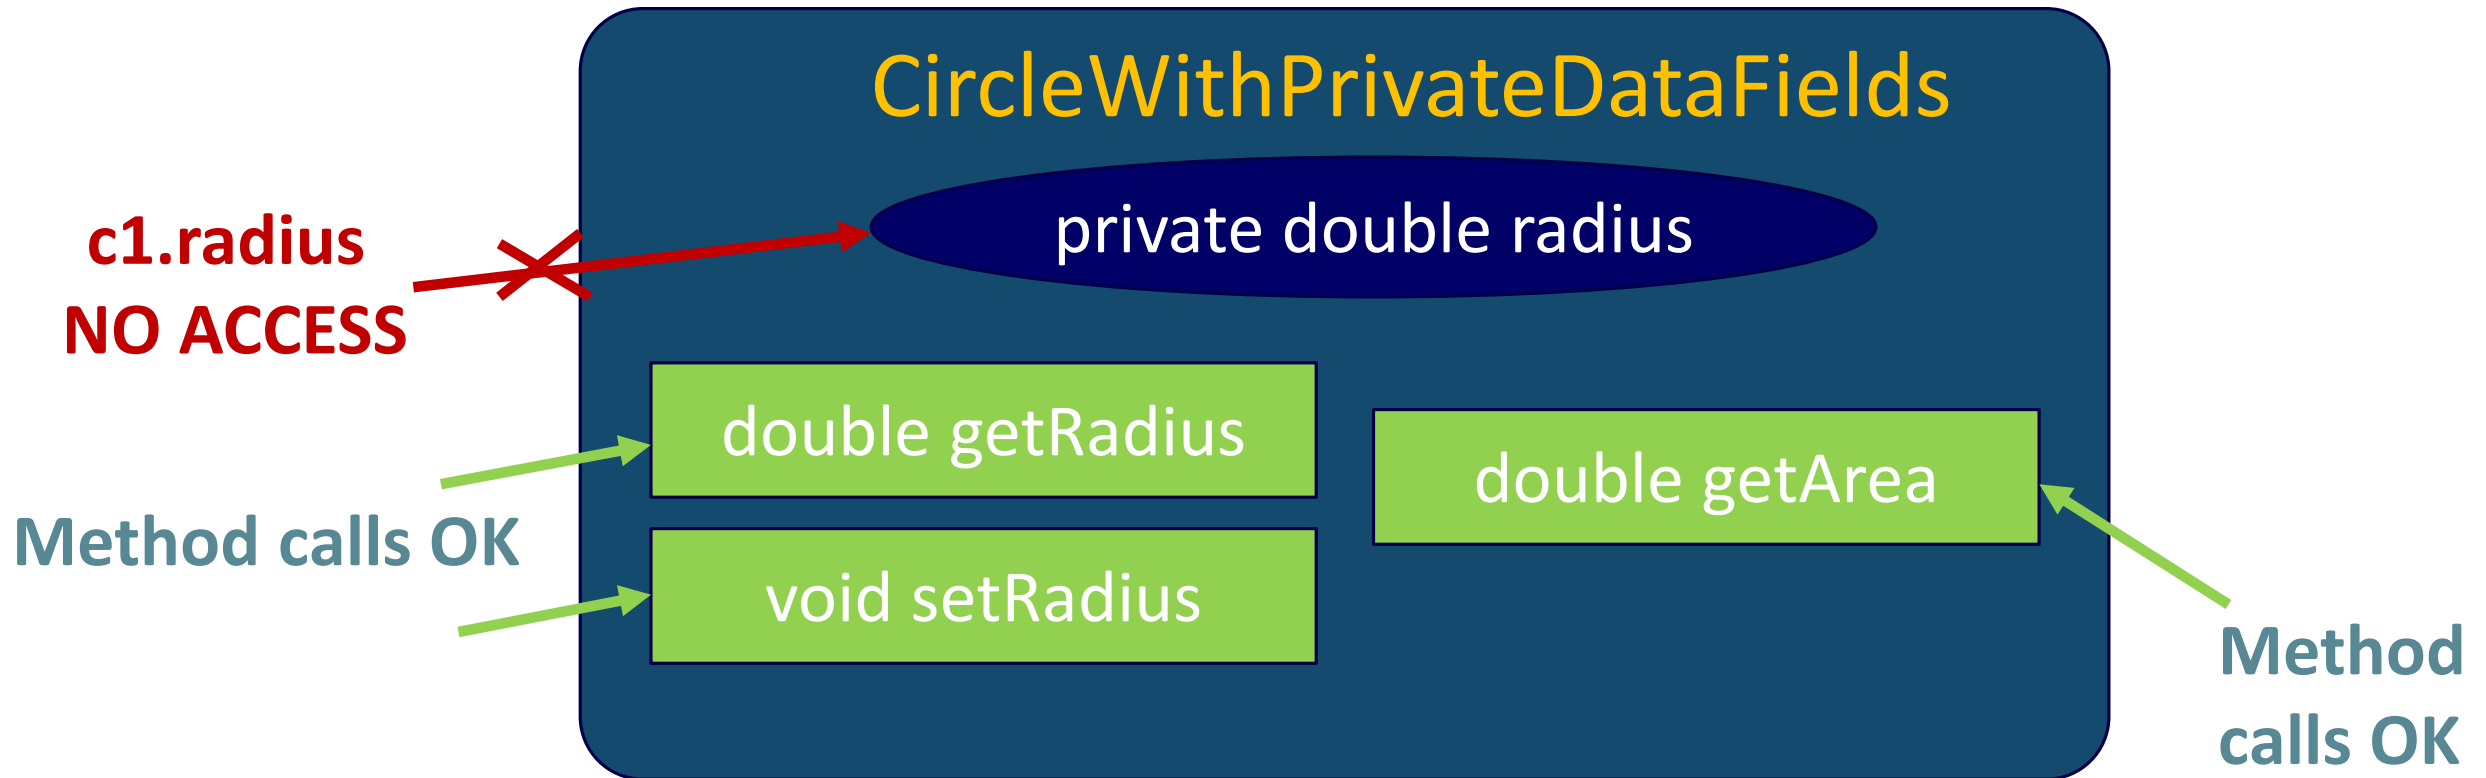 CircleWithPrivateDataFields
private double radius
c1.radius
NO ACCESS
double getRadius
double getArea
Method calls OK
void setRadius
Method
calls OK